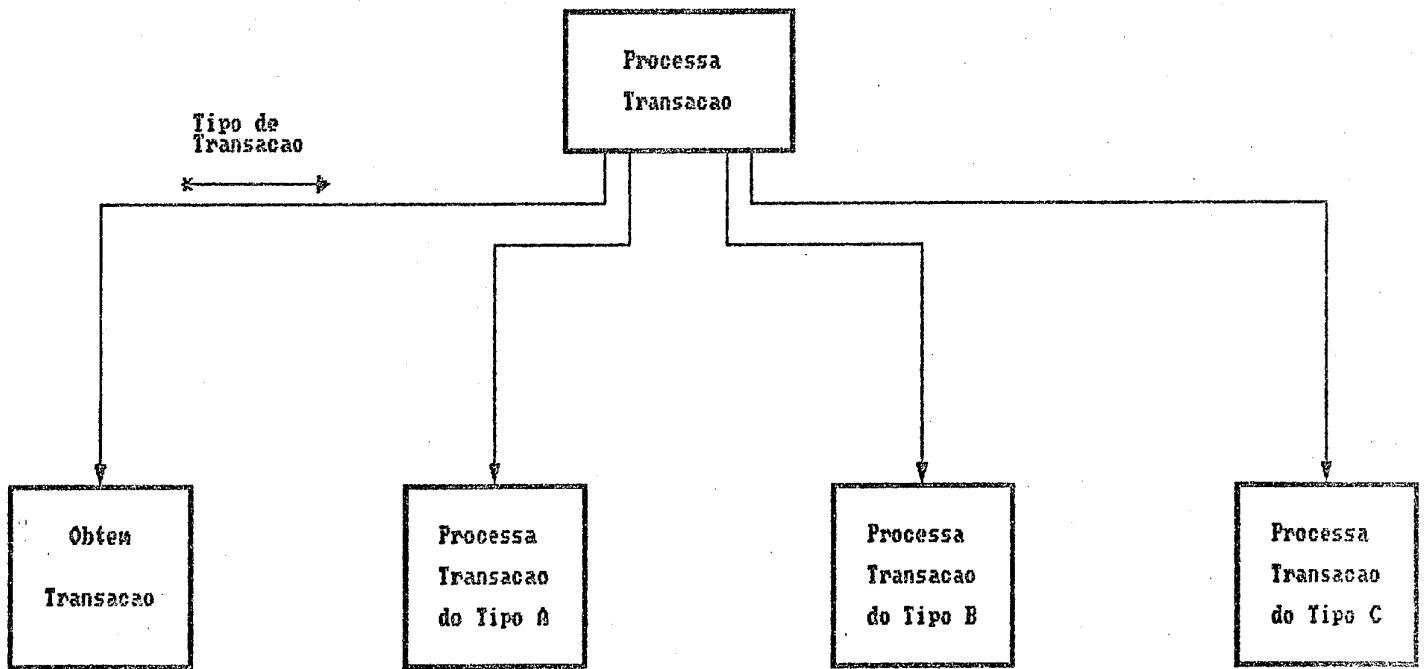 Processa
Transacao
Tipo de
Transacao
Obtem
Transacao
Processa
Transacao
do Tipo A
Processa
Transacao
do Tipo B
Processa
Transacao
do Tipo C